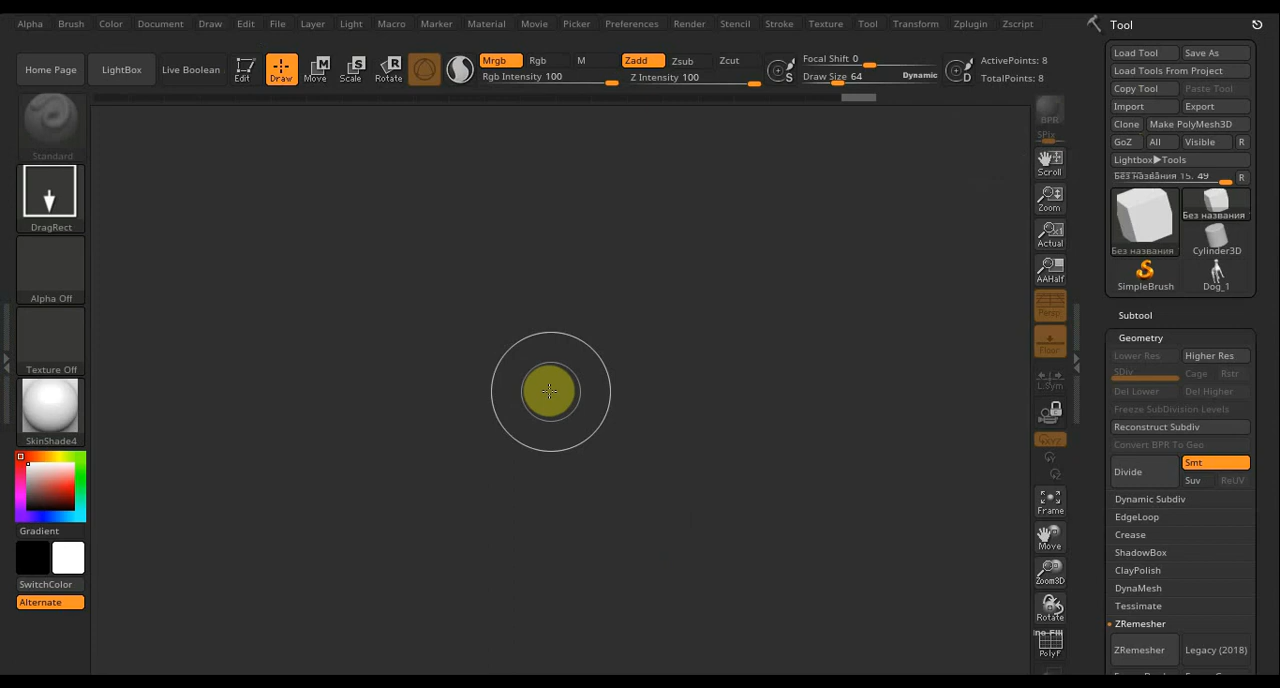 Alpha Brush Color Document Draw Edit File Layer Light Macro Marker Material Movie Picker Preferences Render Stencil Stroke Texture Tool Transform Zplugin Zscript
Home Page
LightBox
Live Boolean
Edit
Draw
Move
Scale
Rotate
Mrgb Rgb M
Rgb Intensity 100
Zadd Zsub Zcut
Z Intensity 100
Focal Shift 0
Draw Size 64 Dynamic
ActivePoints: 8
TotalPoints: 8
Standard
DragRect
Alpha Off
Texture Off
SkinShade4
Gradient
SwitchColor
Alternate
BPR
SPix
Scroll
Zoom
Actual
AAHalf
Persp
Floor
L.Sym
Frame
Move
Zoom3D
Rotate
PolyF
Tool
Load Tool Save As
Load Tools From Project
Copy Tool Paste Tool
Import Export
Clone Make PolyMesh3D
GoZ All Visible R
Lightbox▶Tools
Без названия 15. 49 R
Без названия
Без названия
Cylinder3D
SimpleBrush Dog_1
Subtool
Geometry
Lower Res Higher Res
SDiv Cage Rstr
Del Lower Del Higher
Freeze SubDivision Levels
Reconstruct Subdiv
Convert BPR To Geo
Divide Smt
Suv ReUV
Dynamic Subdiv
EdgeLoop
Crease
ShadowBox
ClayPolish
DynaMesh
Tessimate
ZRemesher
ZRemesher Legacy (2018)